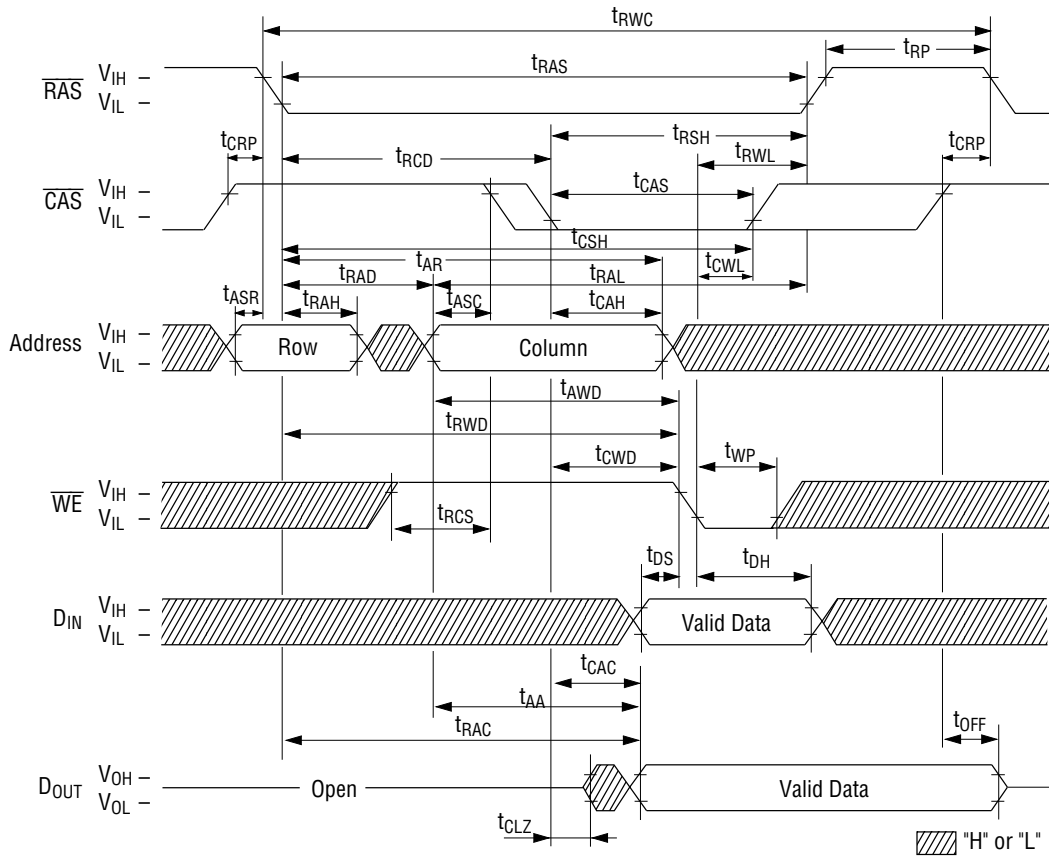 tRWC
tRP
RAS VIH –
VIL –
tRAS
tCRP
tRCD
tRSH
tRWL
tCRP
CAS VIH –
VIL –
tCAS
tCSH
tAR
tCWL
tRAD
tRAL
tASR
tRAH
tASC
tCAH
Address VIH –
VIL –
Row
Column
tAWD
tRWD
tCWD
tWP
WE VIH –
VIL –
tRCS
tDS
tDH
DIN VIH –
VIL –
Valid Data
tCAC
tAA
tRAC
tOFF
DOUT VOH –
VOL –
Open
Valid Data
tCLZ
"H" or "L"